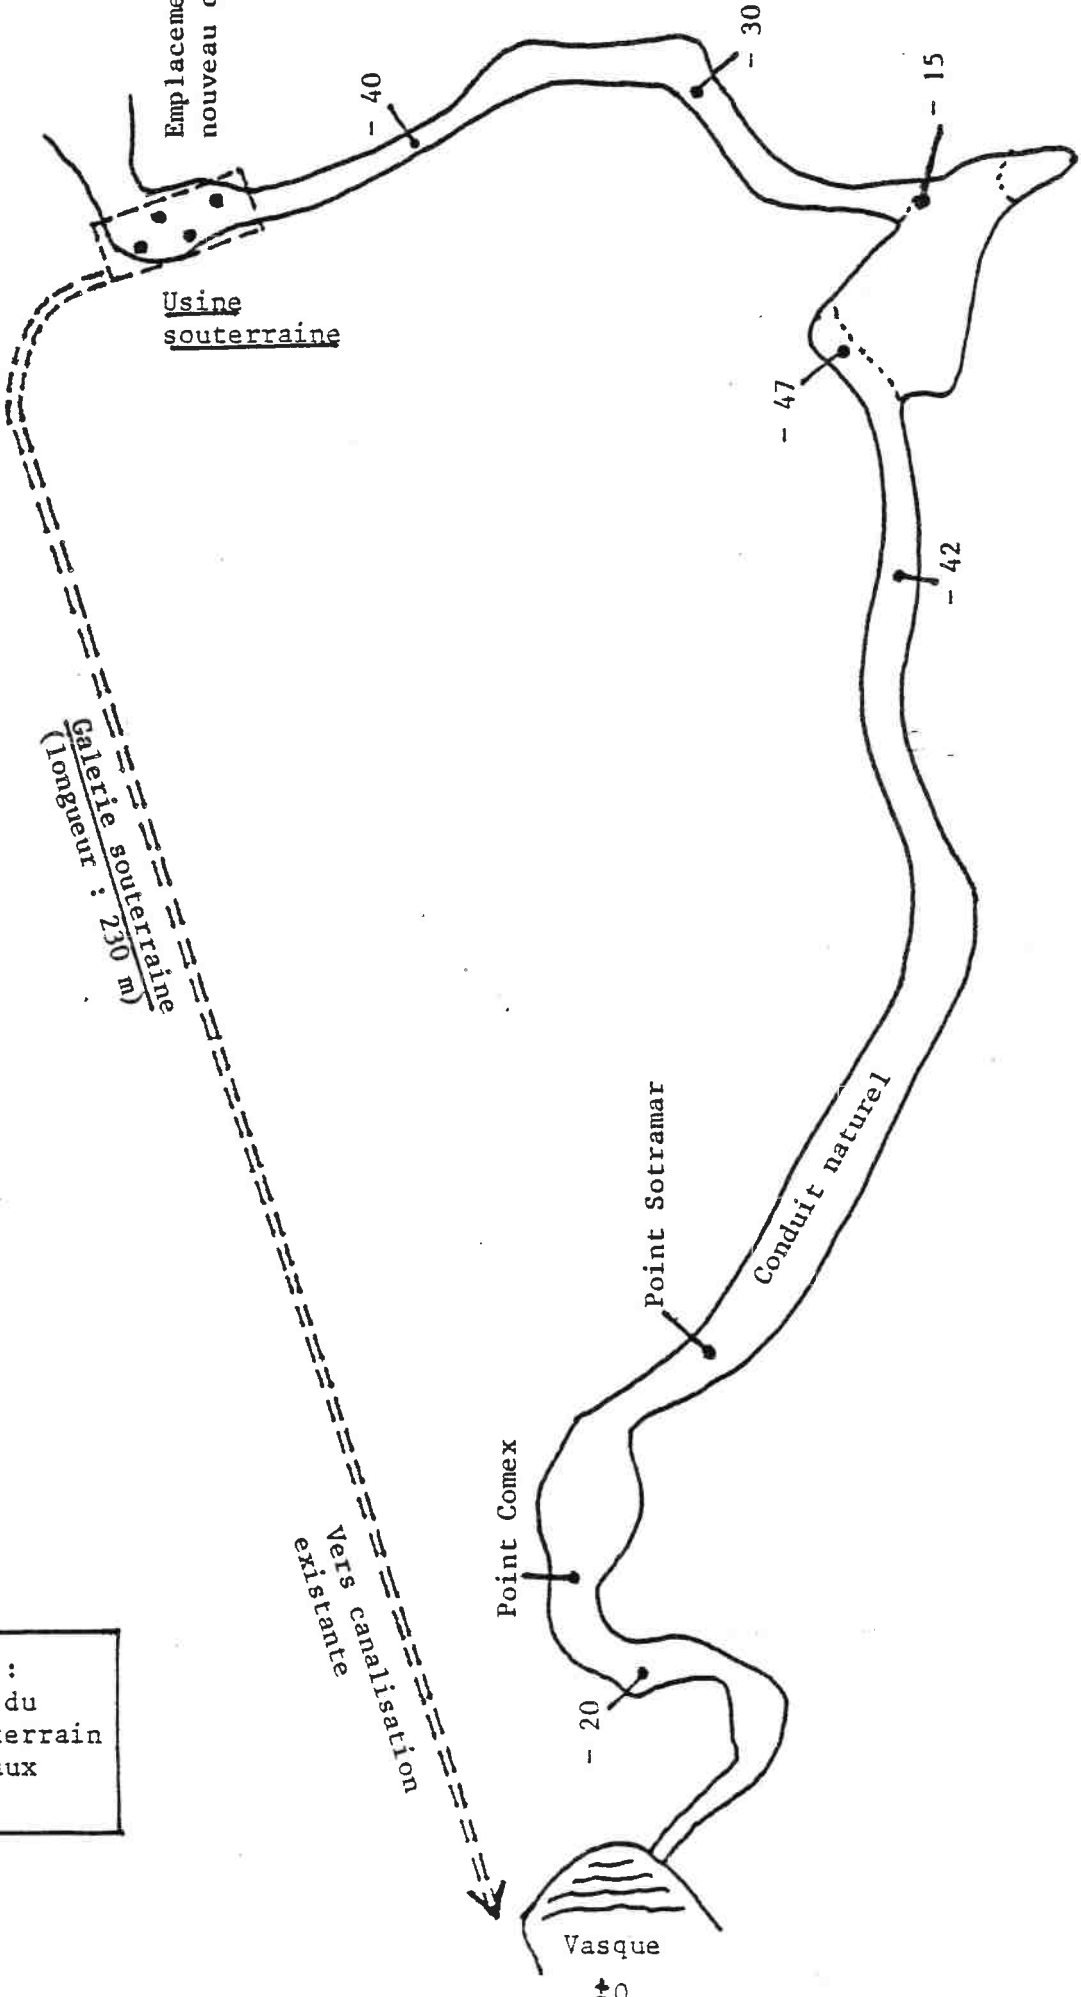 Emplaceme
nouveau c
- 40
- 30
- 15
Usine
souterraine
- 47
- 42
Galerie souterraine
(longueur : 230 m)
Point Sotramar
Conduit naturel
Point Comex
Vers canalisation
existante
- 20
:
du
terrain
aux
Vasque
±0